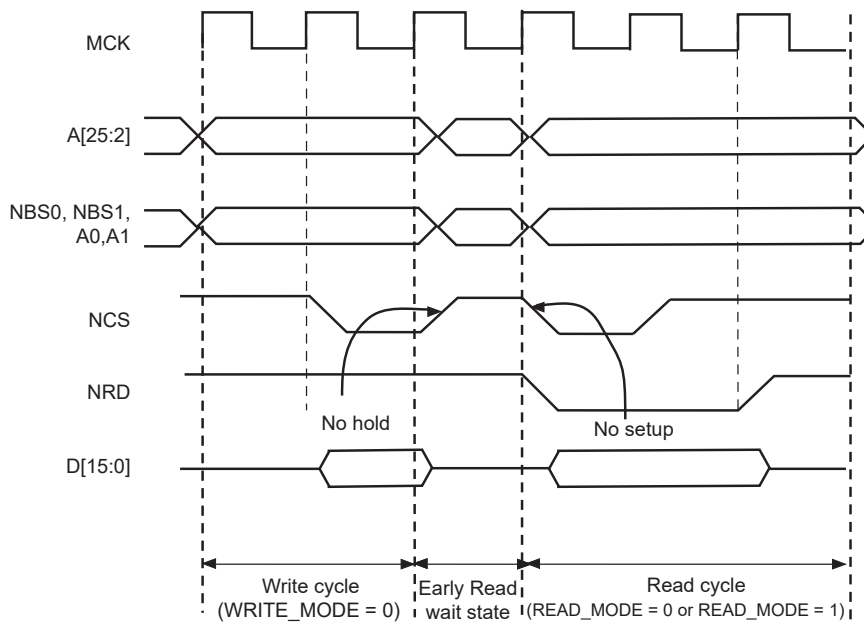 MCK
A[25:2]
NBS0, NBS1,
A0,A1
NCS
NRD
No hold
No setup
D[15:0]
Write cycle
(WRITE_MODE = 0)
Early Read
wait state
Read cycle
(READ_MODE = 0 or READ_MODE = 1)